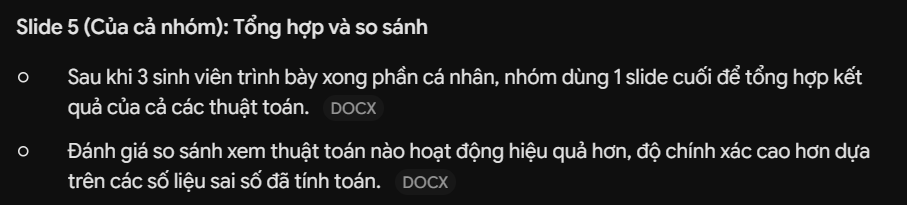 Slide 5 (Của cả nhóm): Tổng hợp và so sánh
○ Sau khi 3 sinh viên trình bày xong phần cá nhân, nhóm dùng 1 slide cuối để tổng hợp kết
quả của cả các thuật toán. DOCX
○ Đánh giá so sánh xem thuật toán nào hoạt động hiệu quả hơn, độ chính xác cao hơn dựa
trên các số liệu sai số đã tính toán. DOCX